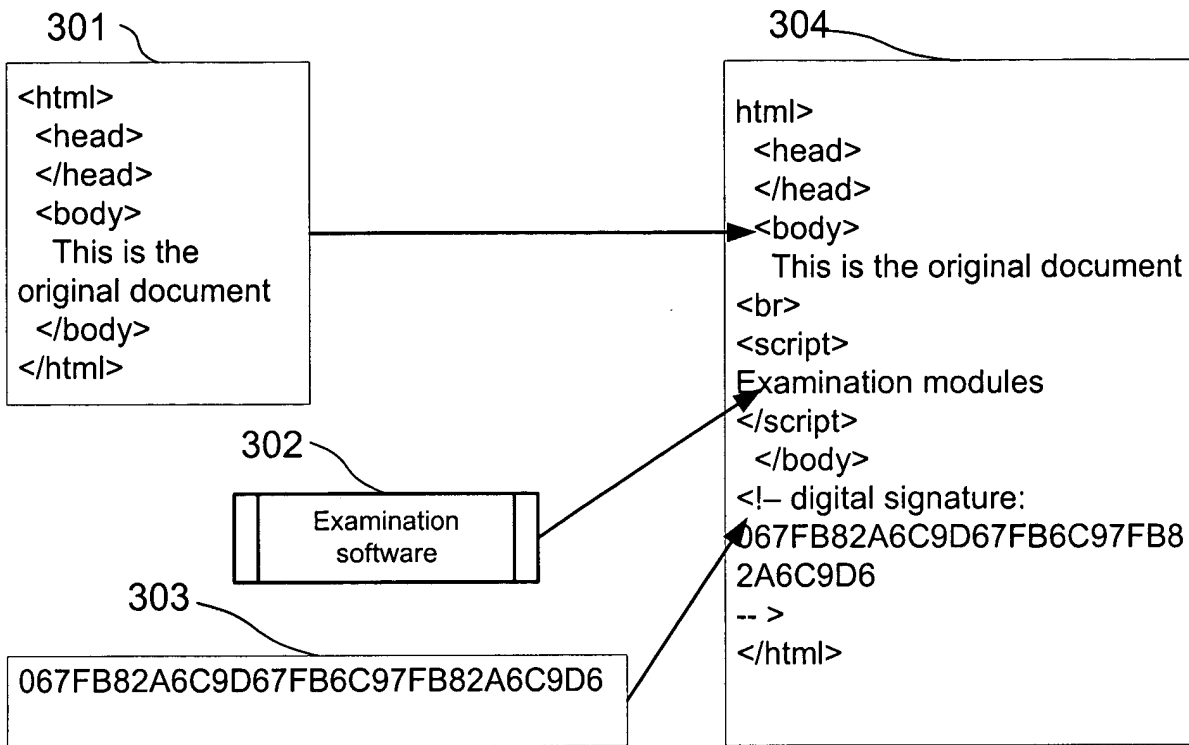 301
<html>
<head>
</head>
<body>
This is the
original document
</body>
</html>
302
Examination
software
303
067FB82A6C9D67FB6C97FB82A6C9D6
304
html>
<head>
</head>
<body>
This is the original document
<br>
<script>
Examination modules
</script>
</body>
<!– digital signature:
067FB82A6C9D67FB6C97FB8
2A6C9D6
-- >
</html>